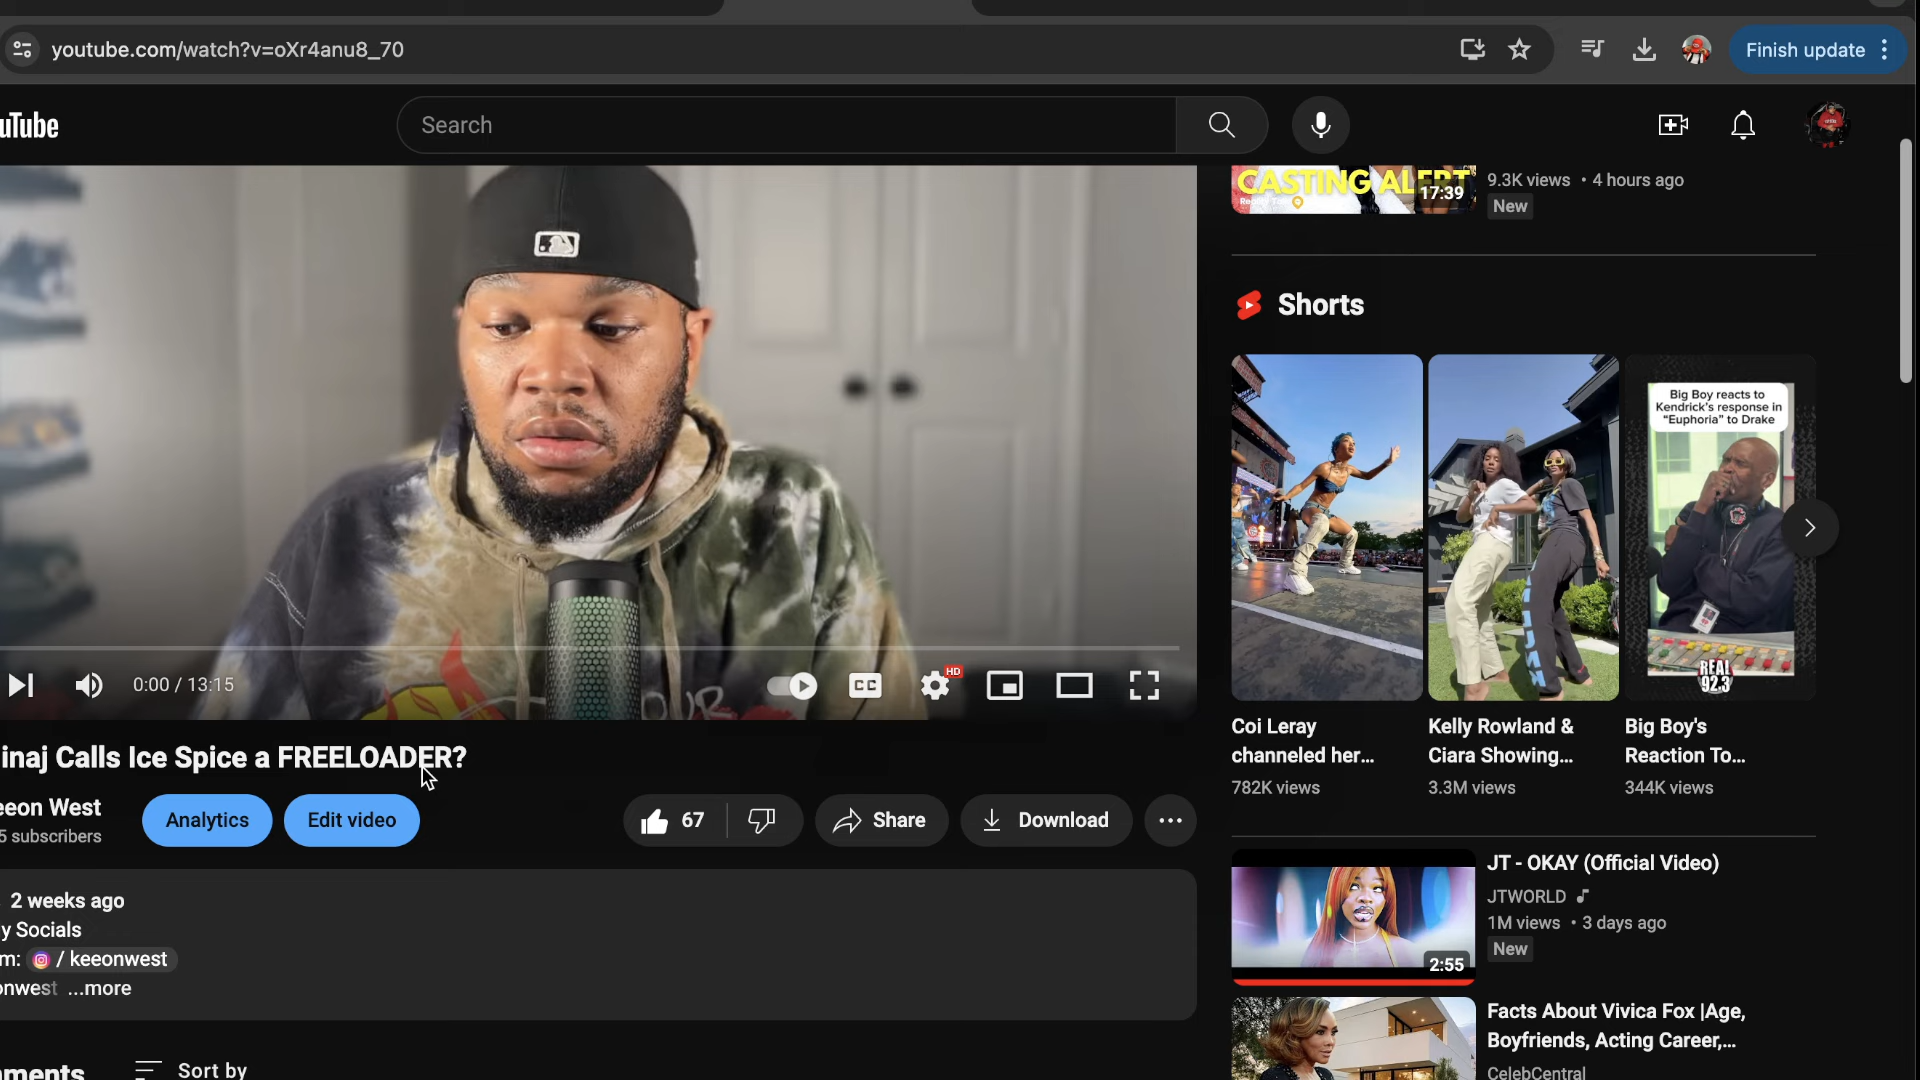 youtube.com/watch?v=oXr4anu8_70
Finish update
uTube
Search
CASTING ALERT
17:39
9.3K views • 4 hours ago
New
Shorts
Big Boy reacts to
Kendrick's response in
"Euphoria" to Drake
REAL
92.3
Coi Leray
channeled her...
782K views
Kelly Rowland &
Ciara Showing...
3.3M views
Big Boy's
Reaction To...
344K views
0:00 / 13:15
CC
HD
inaj Calls Ice Spice a FREELOADER?
eeon West
5 subscribers
Analytics
Edit video
67
Share
Download
2 weeks ago
y Socials
m: / keeonwest
onwest ...more
ments
Sort by
JT - OKAY (Official Video)
JTWORLD
1M views • 3 days ago
New
2:55
Facts About Vivica Fox |Age,
Boyfriends, Acting Career,...
CelebCentral